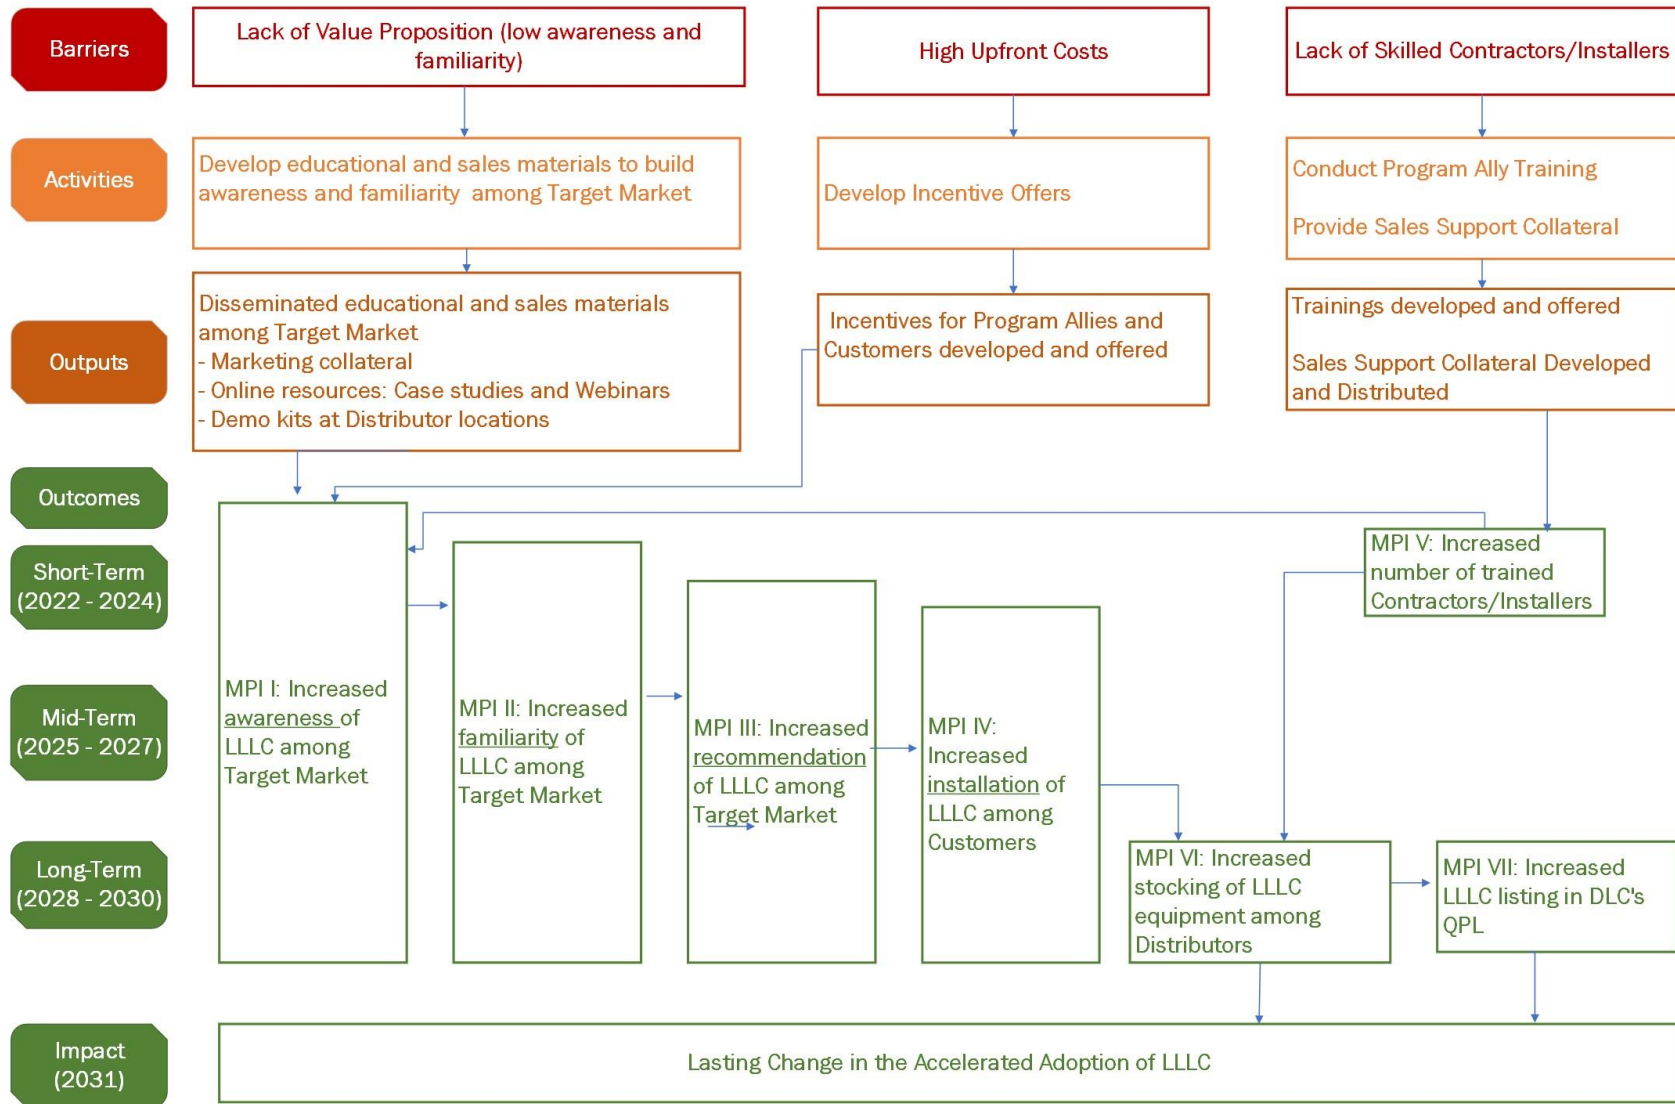 Barriers
Lack of Value Proposition (low awareness and
familiarity)
High Upfront Costs
Lack of Skilled Contractors/Installers
Activities
Develop educational and sales materials to build
awareness and familiarity among Target Market
Develop Incentive Offers
Conduct Program Ally Training
Provide Sales Support Collateral
Outputs
Disseminated educational and sales materials
among Target Market
- Marketing collateral
- Online resources: Case studies and Webinars
- Demo kits at Distributor locations
Incentives for Program Allies and
Customers developed and offered
Trainings developed and offered
Sales Support Collateral Developed
and Distributed
Outcomes
Short-Term
(2022 - 2024)
Mid-Term
(2025 - 2027)
Long-Term
(2028 - 2030)
MPI I: Increased
awareness of
LLLC among
Target Market
MPI II: Increased
familiarity of
LLLC among
Target Market
MPI III: Increased
recommendation
of LLLC among
Target Market
MPI IV:
Increased
installation of
LLLC among
Customers
MPI V: Increased
number of trained
Contractors/Installers
MPI VI: Increased
stocking of LLLC
equipment among
Distributors
MPI VII: Increased
LLLC listing in DLC's
QPL
Impact
(2031)
Lasting Change in the Accelerated Adoption of LLLC